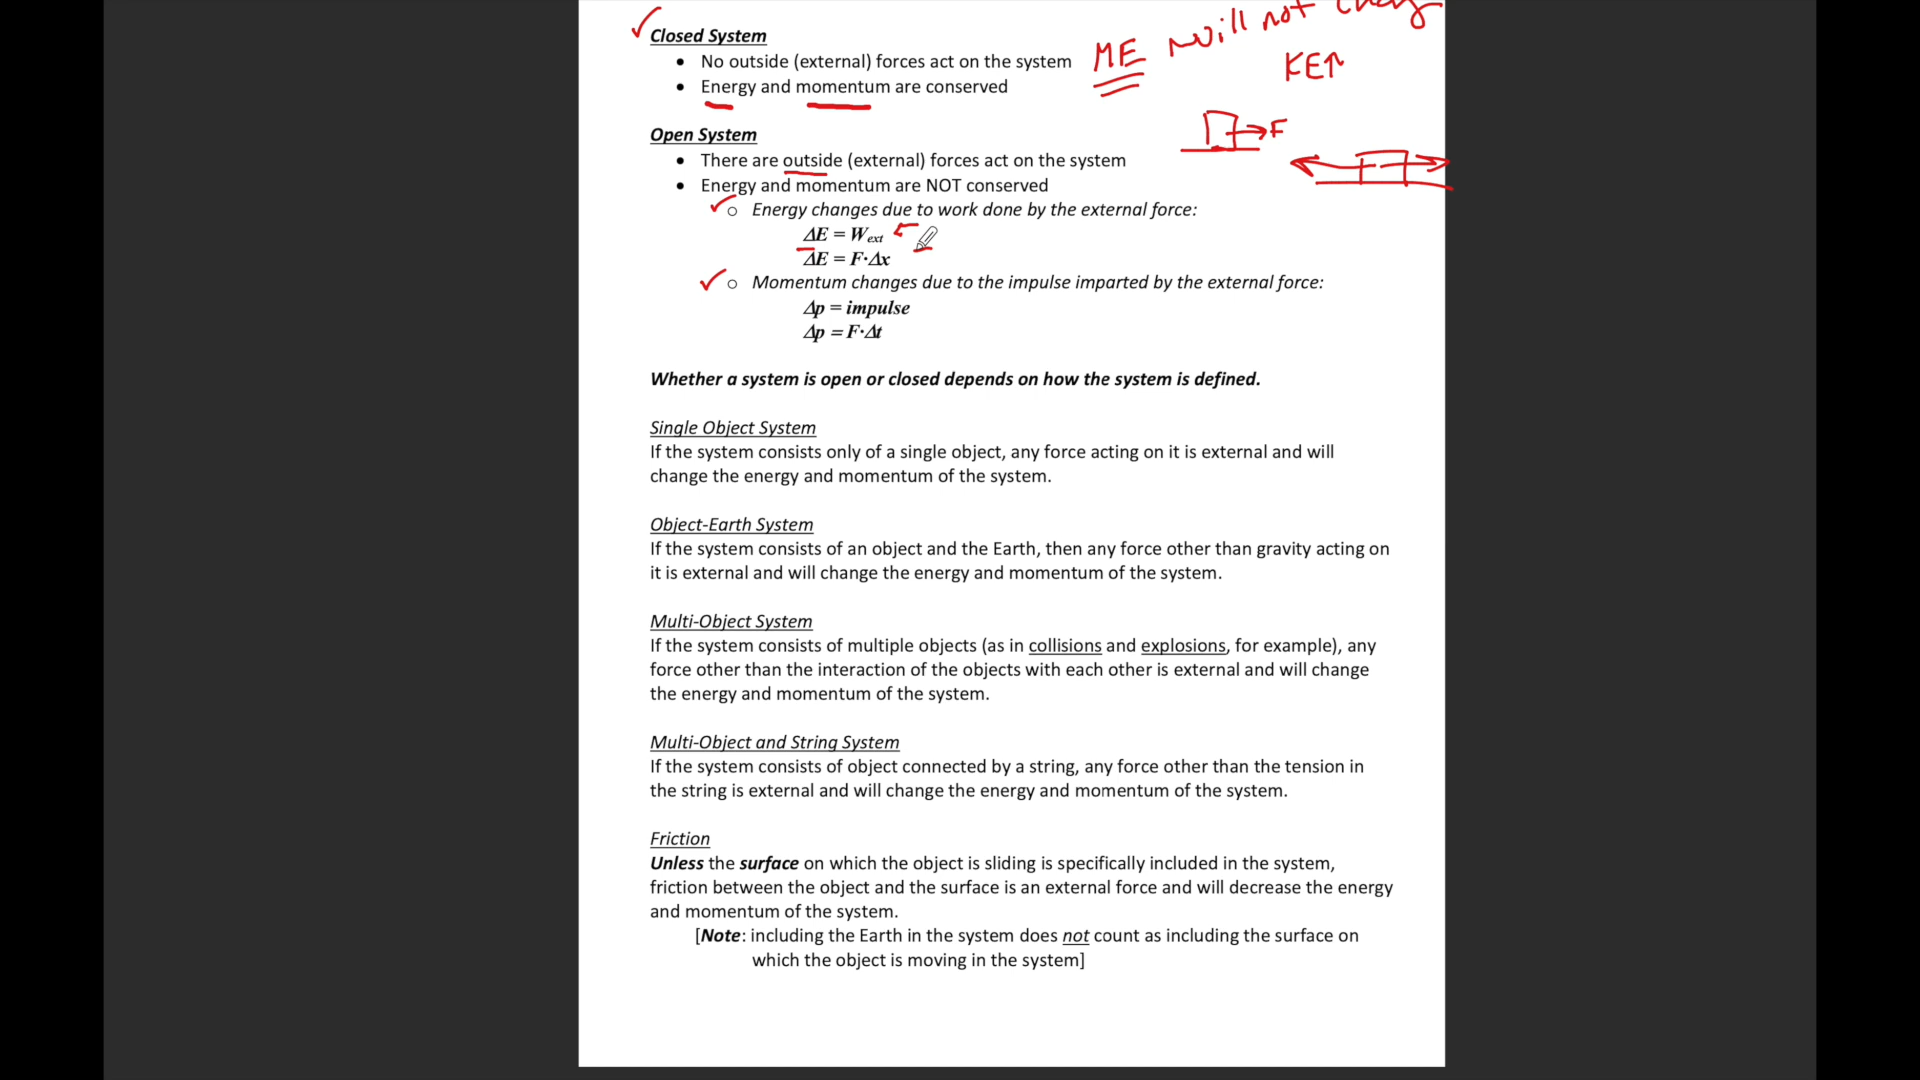 Closed System
• No outside (external) forces act on the system
• Energy and momentum are conserved
ME will not
KE↑
Open System
F
• There are outside (external) forces act on the system
• Energy and momentum are NOT conserved
○ Energy changes due to work done by the external force:
ΔE = Wext
ΔE = F·Δx
○ Momentum changes due to the impulse imparted by the external force:
Δp = impulse
Δp = F·Δt
Whether a system is open or closed depends on how the system is defined.
Single Object System
If the system consists only of a single object, any force acting on it is external and will
change the energy and momentum of the system.
Object-Earth System
If the system consists of an object and the Earth, then any force other than gravity acting on
it is external and will change the energy and momentum of the system.
Multi-Object System
If the system consists of multiple objects (as in collisions and explosions, for example), any
force other than the interaction of the objects with each other is external and will change
the energy and momentum of the system.
Multi-Object and String System
If the system consists of object connected by a string, any force other than the tension in
the string is external and will change the energy and momentum of the system.
Friction
Unless the surface on which the object is sliding is specifically included in the system,
friction between the object and the surface is an external force and will decrease the energy
and momentum of the system.
[Note: including the Earth in the system does not count as including the surface on
which the object is moving in the system]